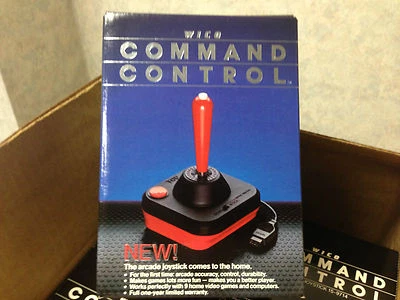 WICO
COMMAND
CONTROL
NEW!
The arcade joystick comes to the home.
• For the first time: arcade accuracy, control, durability.
• Makes games lots more fun – makes you a better player.
• Works perfectly with 9 home video games and computers.
• Full one-year limited warranty.
WICO
COMMAND
CONTROL
COM